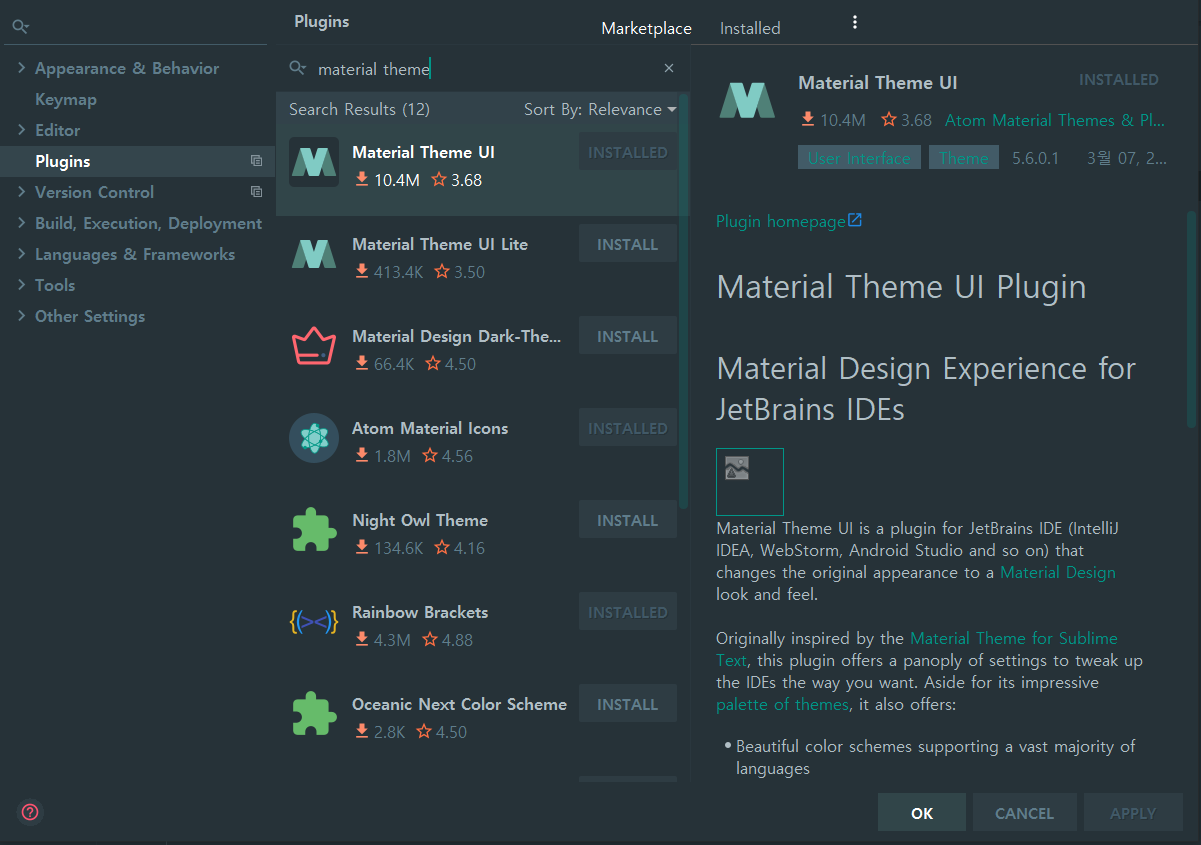 Plugins
Marketplace
Installed
Appearance & Behavior
Keymap
Editor
Plugins
Version Control
Build, Execution, Deployment
Languages & Frameworks
Tools
Other Settings
material theme
Search Results (12)
Sort By: Relevance
Material Theme UI
10.4M 3.68
INSTALLED
Material Theme UI Lite
413.4K 3.50
INSTALL
Material Design Dark-The...
66.4K 4.50
INSTALL
Atom Material Icons
1.8M 4.56
INSTALLED
Night Owl Theme
134.6K 4.16
INSTALL
Rainbow Brackets
4.3M 4.88
INSTALLED
Oceanic Next Color Scheme
2.8K 4.50
INSTALL
Material Theme UI
INSTALLED
10.4M 3.68 Atom Material Themes & Pl...
User Interface Theme 5.6.0.1 3월 07, 2...
Plugin homepage
Material Theme UI Plugin
Material Design Experience for
JetBrains IDEs
Material Theme UI is a plugin for JetBrains IDE (IntelliJ
IDEA, WebStorm, Android Studio and so on) that
changes the original appearance to a Material Design
look and feel.
Originally inspired by the Material Theme for Sublime
Text, this plugin offers a panoply of settings to tweak up
the IDEs the way you want. Aside for its impressive
palette of themes, it also offers:
• Beautiful color schemes supporting a vast majority of
languages
OK
CANCEL
APPLY